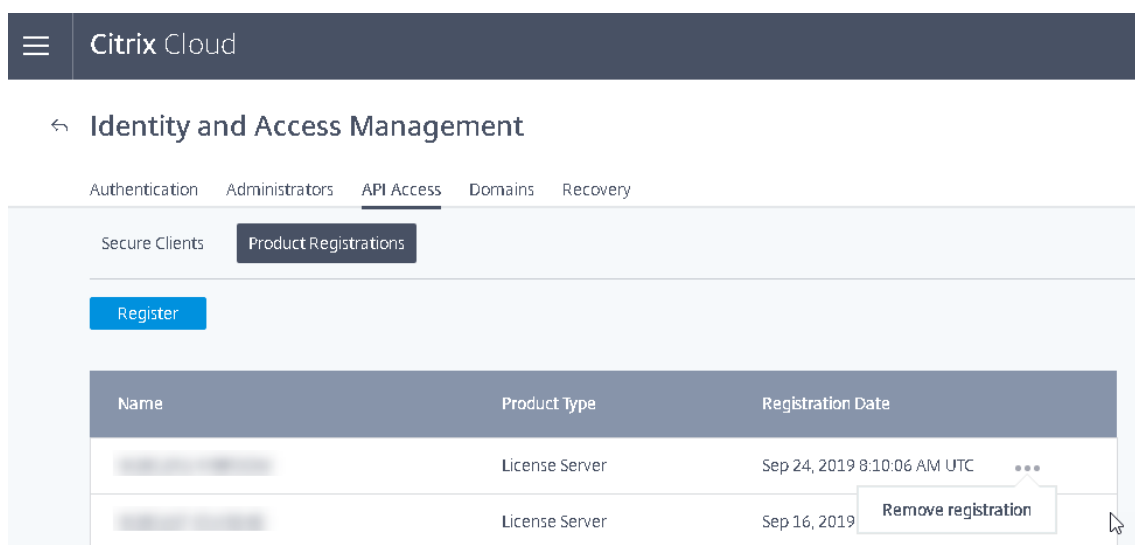 Citrix Cloud
Identity and Access Management
Authentication Administrators API Access Domains Recovery
Secure Clients Product Registrations
Register
Name Product Type Registration Date
License Server Sep 24, 2019 8:10:06 AM UTC
Remove registration
License Server Sep 16, 2019